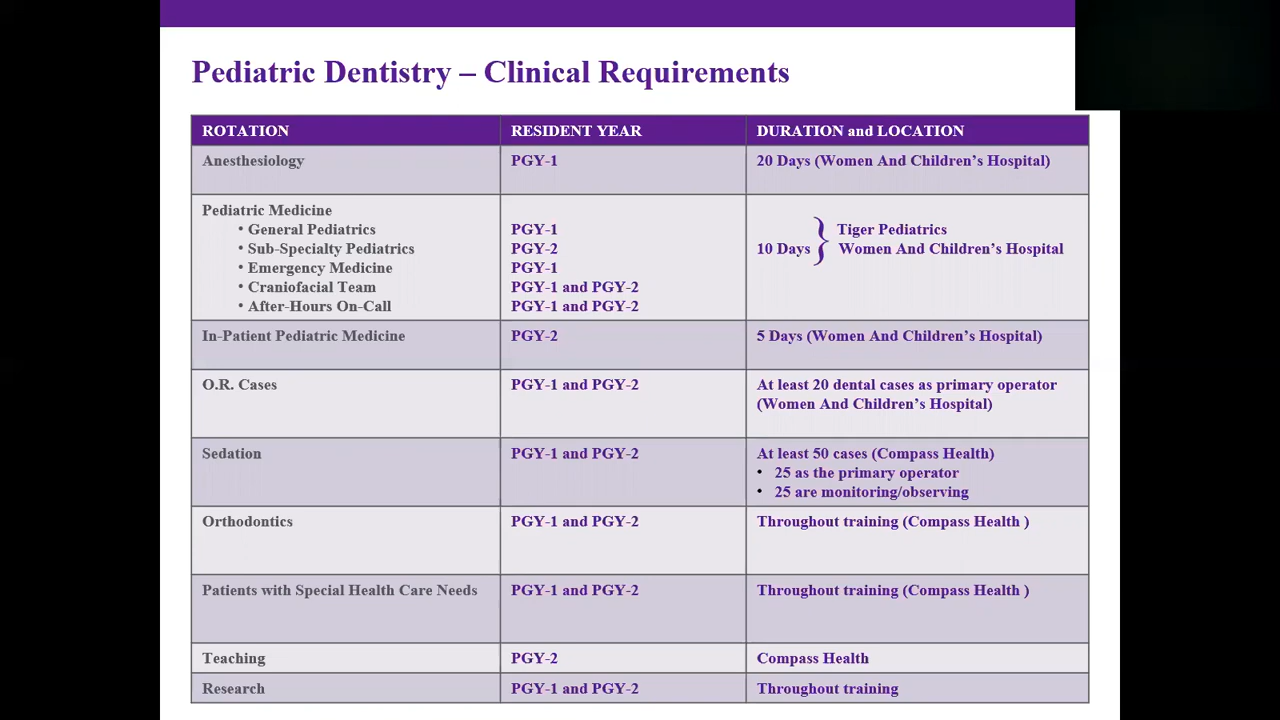 Pediatric Dentistry – Clinical Requirements
ROTATION RESIDENT YEAR DURATION and LOCATION
Anesthesiology PGY-1 20 Days (Women And Children’s Hospital)
Pediatric Medicine
• General Pediatrics PGY-1 Tiger Pediatrics
• Sub-Specialty Pediatrics PGY-2 10 Days } Women And Children’s Hospital
• Emergency Medicine PGY-1
• Craniofacial Team PGY-1 and PGY-2
• After-Hours On-Call PGY-1 and PGY-2
In-Patient Pediatric Medicine PGY-2 5 Days (Women And Children’s Hospital)
O.R. Cases PGY-1 and PGY-2 At least 20 dental cases as primary operator
(Women And Children’s Hospital)
Sedation PGY-1 and PGY-2 At least 50 cases (Compass Health)
• 25 as the primary operator
• 25 are monitoring/observing
Orthodontics PGY-1 and PGY-2 Throughout training (Compass Health )
Patients with Special Health Care Needs PGY-1 and PGY-2 Throughout training (Compass Health )
Teaching PGY-2 Compass Health
Research PGY-1 and PGY-2 Throughout training